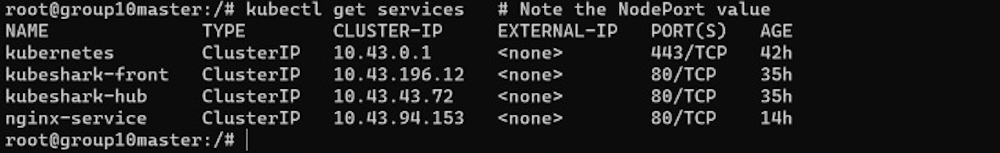 root@group10master:/# kubectl get services   # Note the NodePort value
NAME              TYPE        CLUSTER-IP     EXTERNAL-IP   PORT(S)   AGE
kubernetes        ClusterIP   10.43.0.1      <none>        443/TCP   42h
kubeshark-front   ClusterIP   10.43.196.12   <none>        80/TCP    35h
kubeshark-hub     ClusterIP   10.43.43.72    <none>        80/TCP    35h
nginx-service     ClusterIP   10.43.94.153   <none>        80/TCP    14h
root@group10master:/#